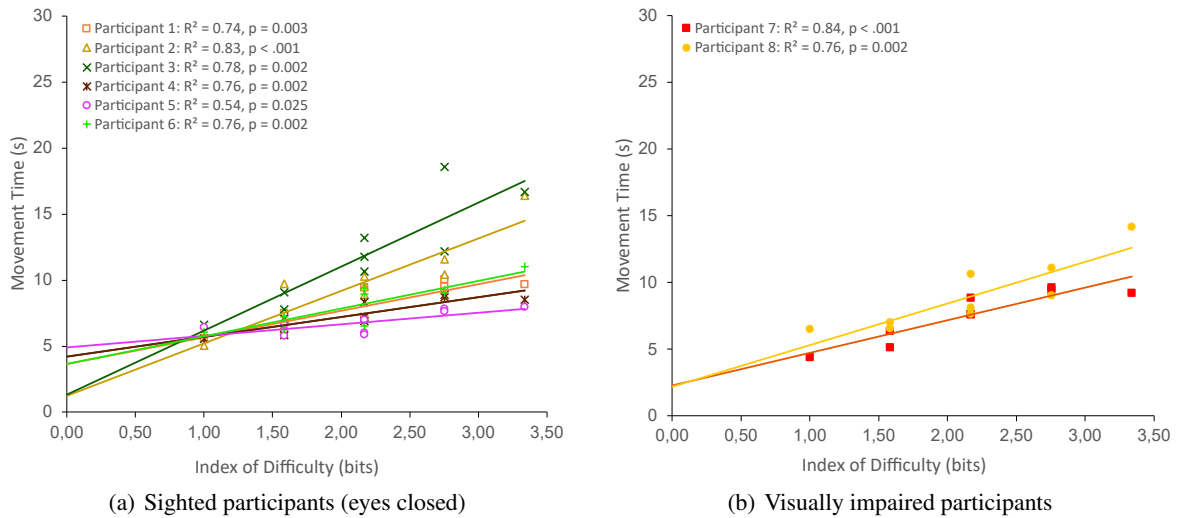 30
25
20
15
10
5
0
Movement Time (s)
Participant 1: R² = 0.74, p = 0.003
Participant 2: R² = 0.83, p < .001
Participant 3: R² = 0.78, p = 0.002
Participant 4: R² = 0.76, p = 0.002
Participant 5: R² = 0.54, p = 0.025
Participant 6: R² = 0.76, p = 0.002
0,00 0,50 1,00 1,50 2,00 2,50 3,00 3,50
Index of Difficulty (bits)
(a) Sighted participants (eyes closed)
30
25
20
15
10
5
0
Movement Time (s)
Participant 7: R² = 0.84, p < .001
Participant 8: R² = 0.76, p = 0.002
0,00 0,50 1,00 1,50 2,00 2,50 3,00 3,50
Index of Difficulty (bits)
(b) Visually impaired participants